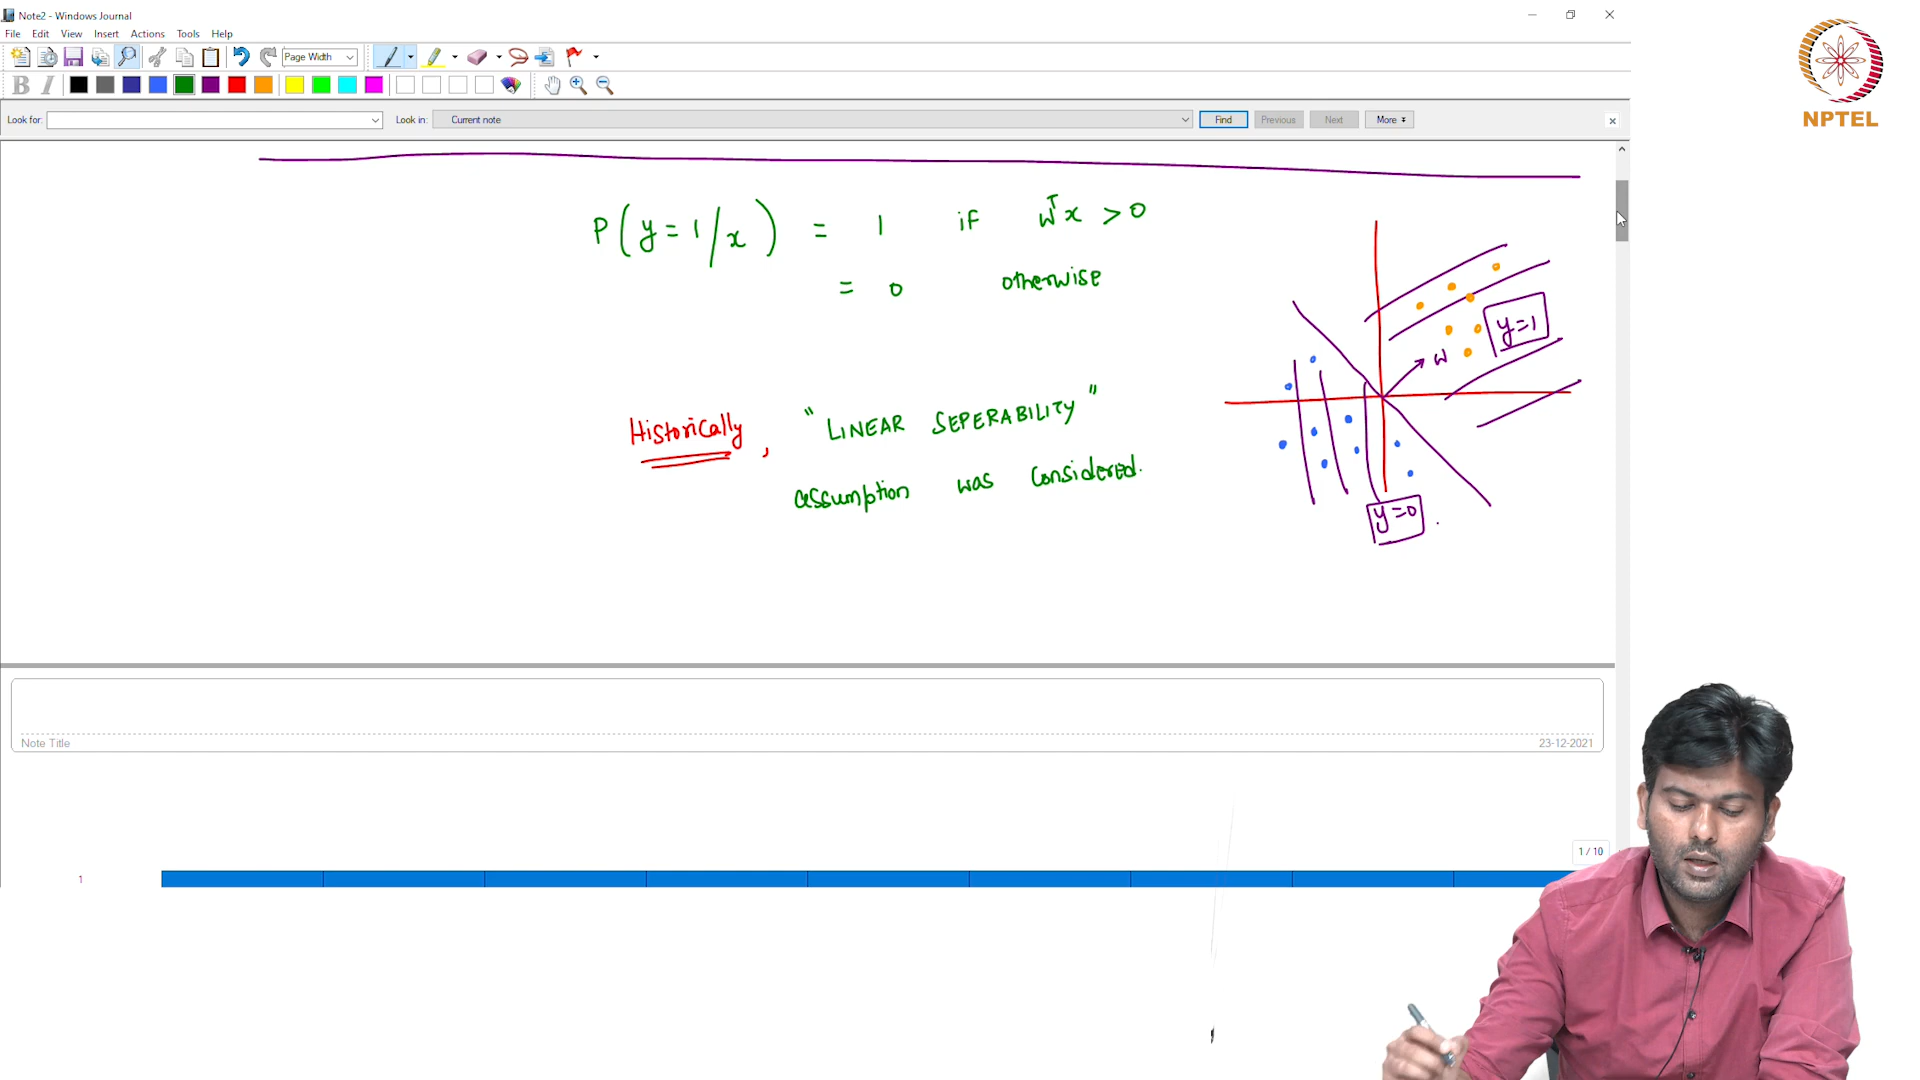 Note2 - Windows Journal
File Edit View Insert Actions Tools Help
Page Width
B I
Look for: Look in: Current note Find Previous Next More
NPTEL
P(y=1/x) = 1 if wᵀx > 0
= 0 otherwise
y=1
w
Historically, "LINEAR SEPERABILITY"
assumption was considered.
y=0
Note Title 23-12-2021
1 / 10
1